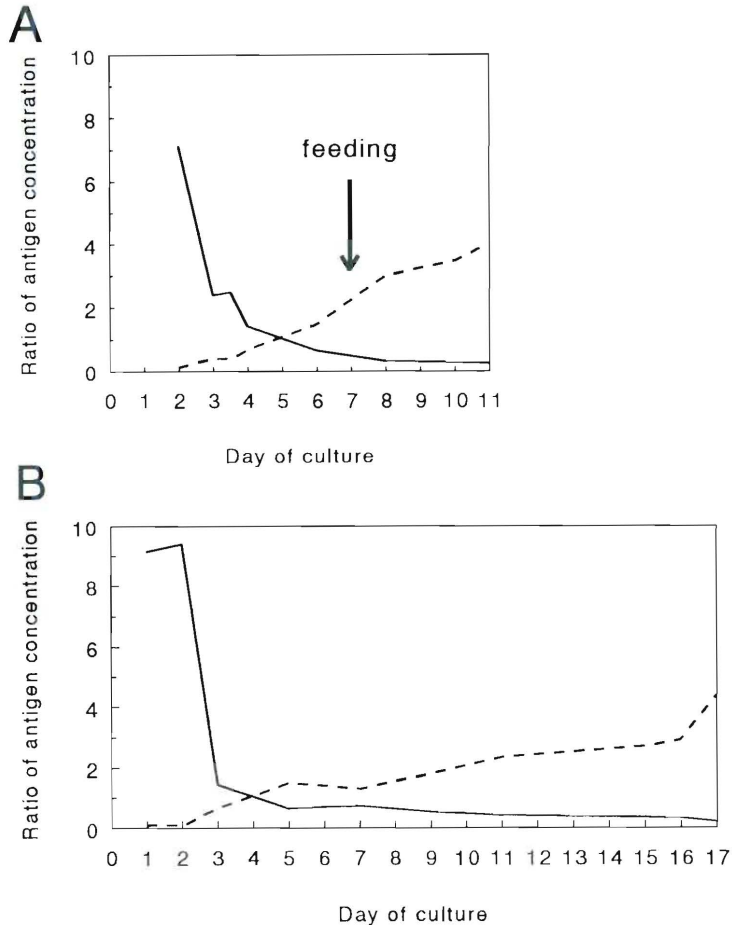 A
Ratio of antigen concentration
10
8
6
4
2
0
feeding
0 1 2 3 4 5 6 7 8 9 10 11
Day of culture
B
Ratio of antigen concentration
10
8
6
4
2
0
0 1 2 3 4 5 6 7 8 9 10 11 12 13 14 15 16 17
Day of culture